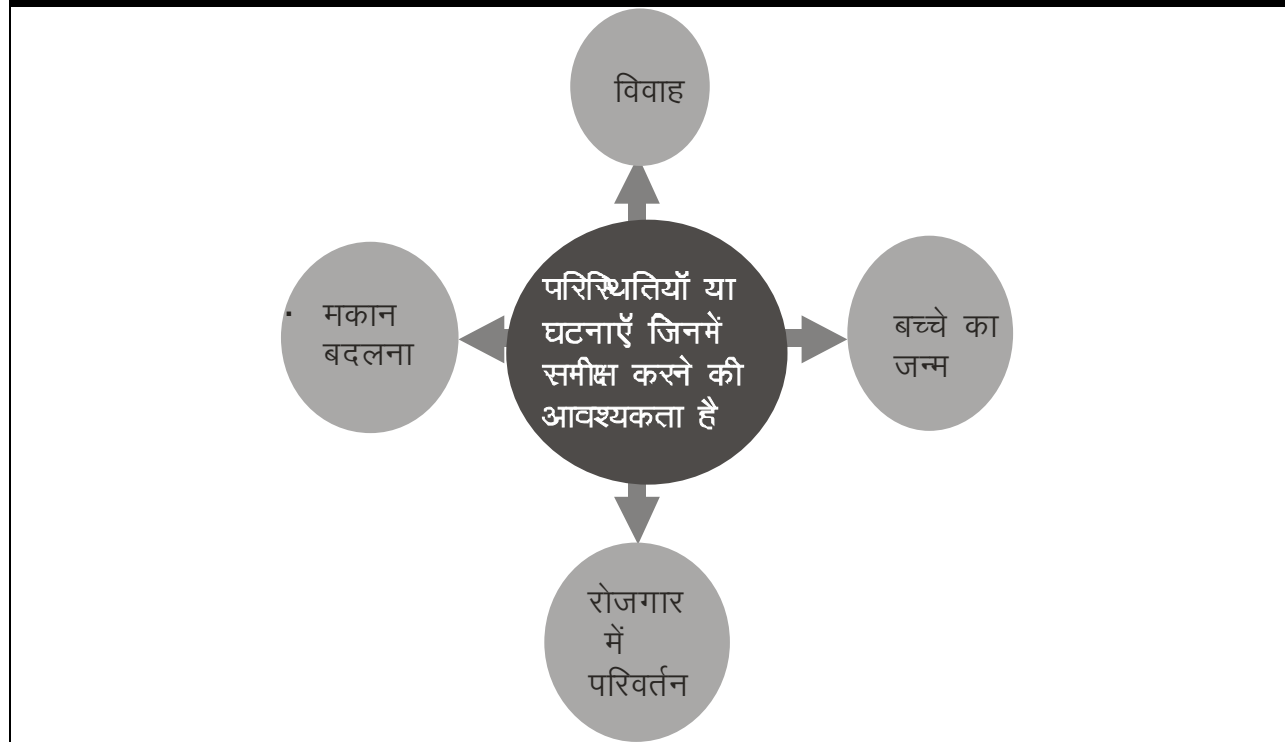 विवाह
परिस्थितियॉ या
घटनाऍ जिनमें
समीक्ष करने की
आवश्यकता है
· मकान
बदलना
बच्चे का
जन्म
रोजगार
में
परिवर्तन